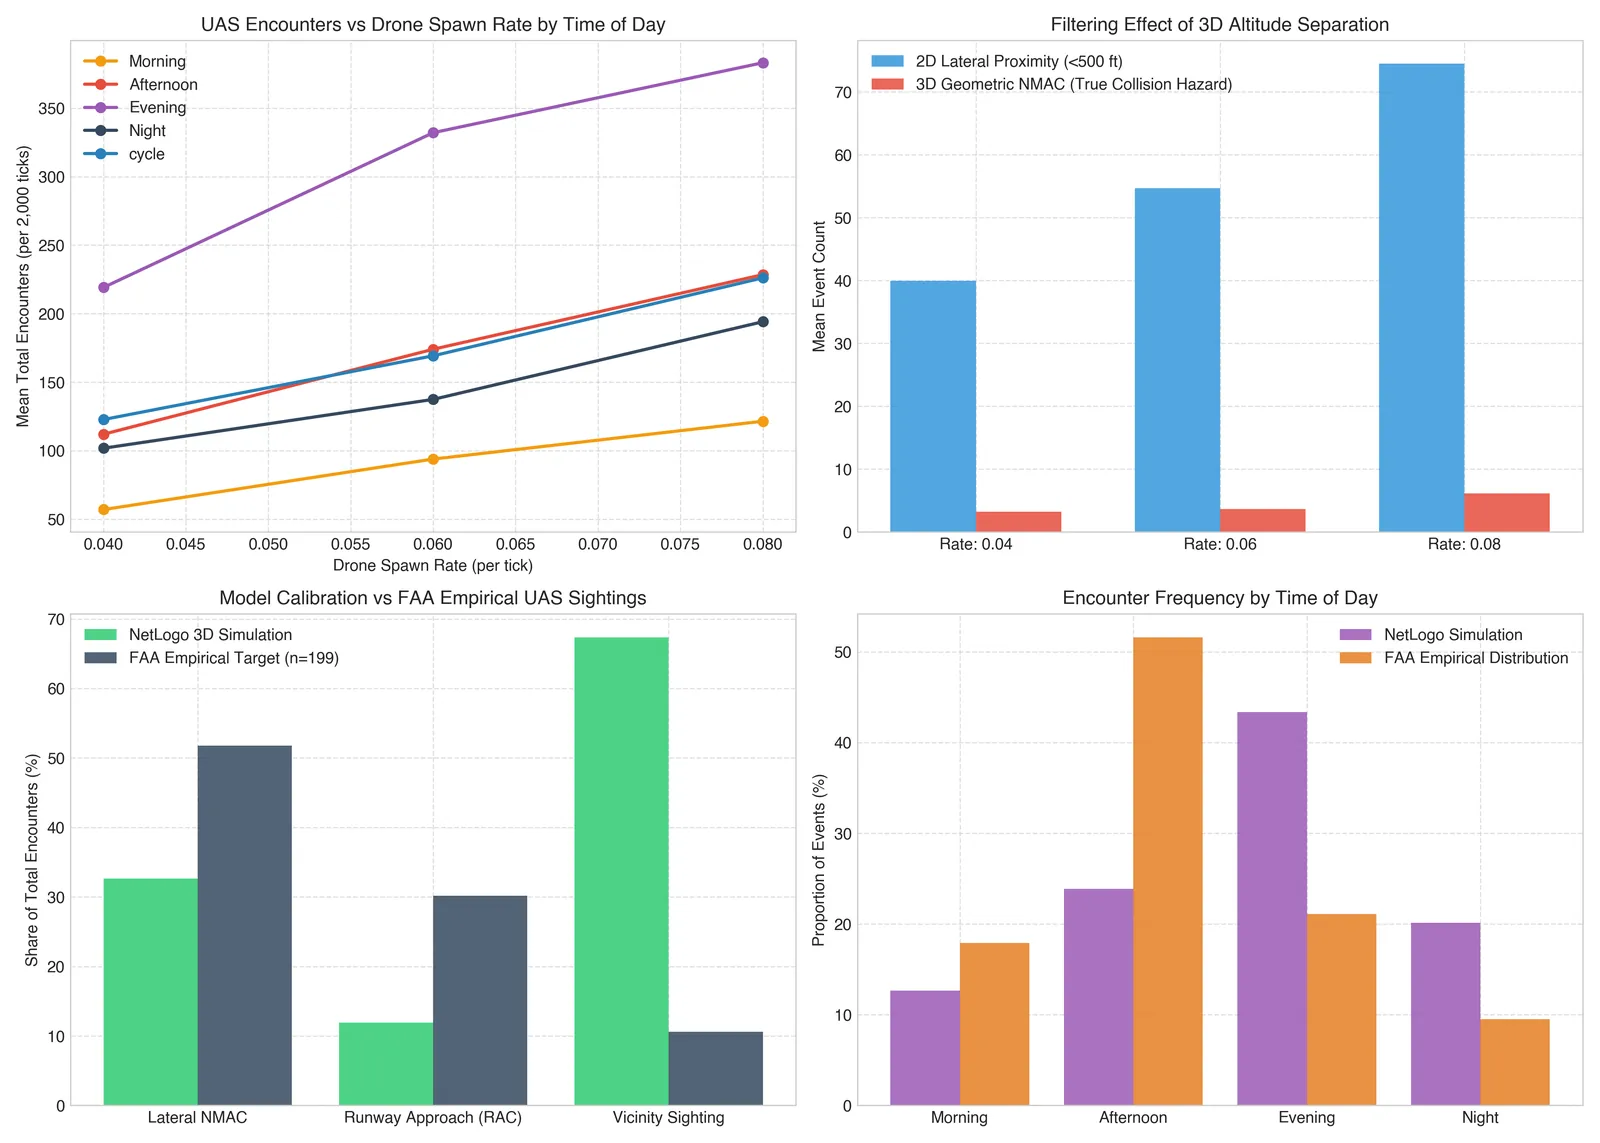 UAS Encounters vs Drone Spawn Rate by Time of Day
Mean Total Encounters (per 2,000 ticks)
350
300
250
200
150
100
50
Morning
Afternoon
Evening
Night
cycle
0.040 0.045 0.050 0.055 0.060 0.065 0.070 0.075 0.080
Drone Spawn Rate (per tick)
Filtering Effect of 3D Altitude Separation
Mean Event Count
70
60
50
40
30
20
10
0
2D Lateral Proximity (<500 ft)
3D Geometric NMAC (True Collision Hazard)
Rate: 0.04 Rate: 0.06 Rate: 0.08
Model Calibration vs FAA Empirical UAS Sightings
Share of Total Encounters (%)
70
60
50
40
30
20
10
0
NetLogo 3D Simulation
FAA Empirical Target (n=199)
Lateral NMAC Runway Approach (RAC) Vicinity Sighting
Encounter Frequency by Time of Day
Proportion of Events (%)
50
40
30
20
10
0
NetLogo Simulation
FAA Empirical Distribution
Morning Afternoon Evening Night